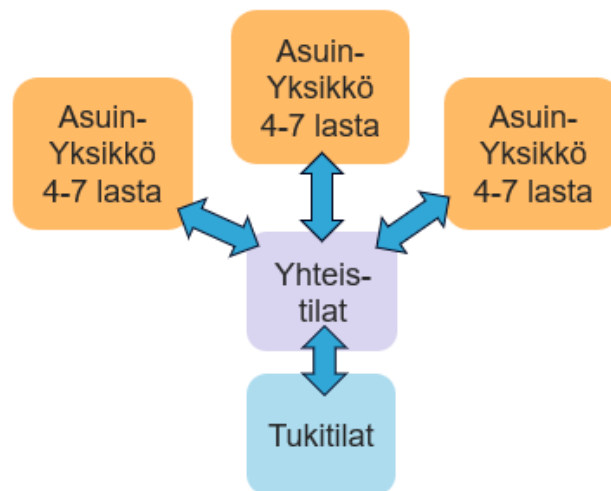 Asuin-
Yksikkö
4-7 lasta
Asuin-
Yksikkö
4-7 lasta
Asuin-
Yksikkö
4-7 lasta
Yhteis-
tilat
Tukitilat